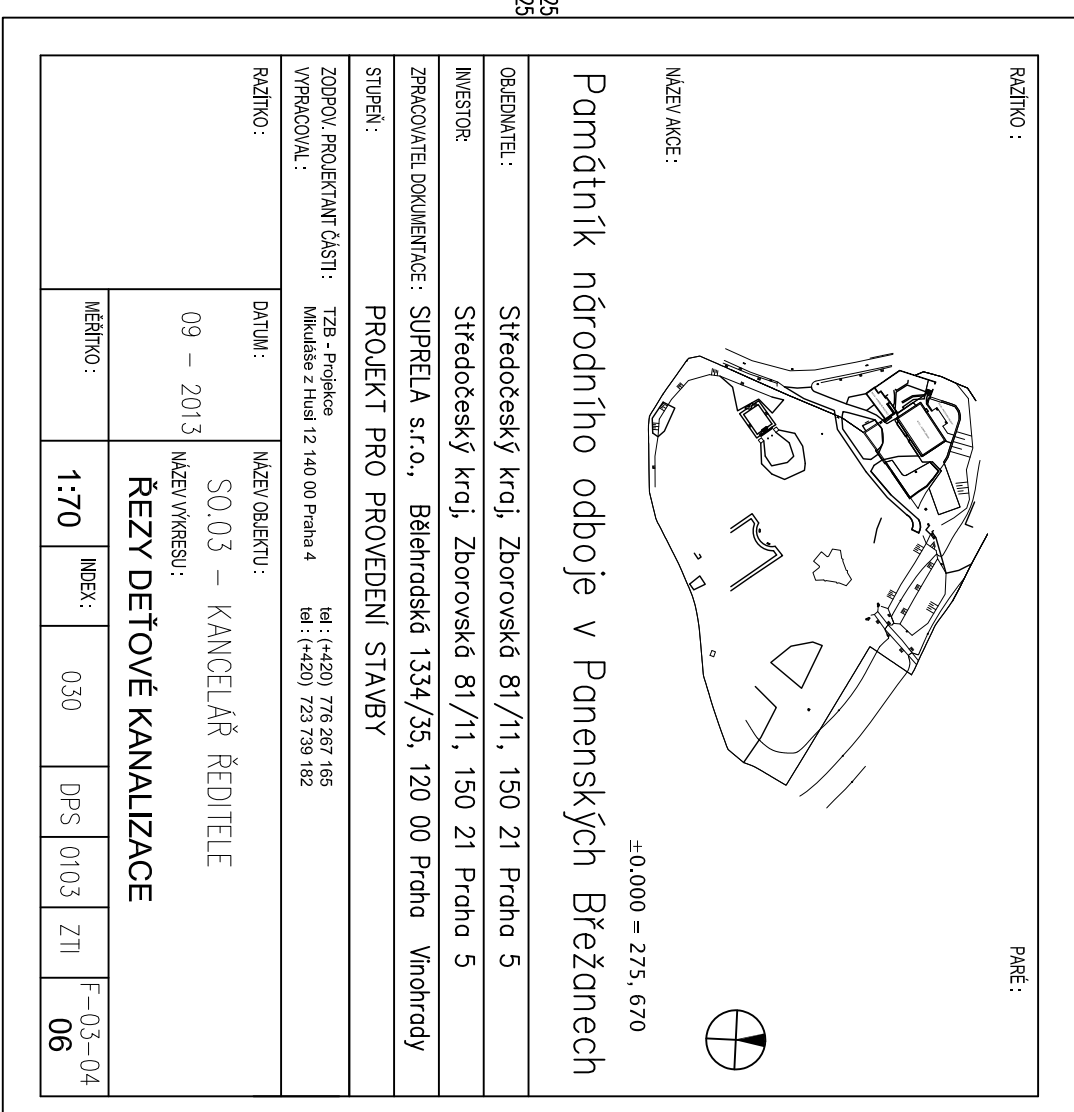 25
25
RAZÍTKO :
PARÉ :
±0.000 = 275, 670
NÁZEV AKCE :
Památník národního odboje v Panenských Břežanech
OBJEDNATEL : Středočeský kraj, Zborovská 81/11, 150 21 Praha 5
INVESTOR: Středočeský kraj, Zborovská 81/11, 150 21 Praha 5
ZPRACOVATEL DOKUMENTACE : SUPRELA s.r.o., Bělehradská 1334/35, 120 00 Praha Vinohrady
STUPEŇ : PROJEKT PRO PROVEDENÍ STAVBY
ZODPOV. PROJEKTANT ČÁSTI : TZB - Projekce tel : (+420) 776 267 165
VYPRACOVAL : Mikuláše z Husi 12 140 00 Praha 4 tel : (+420) 723 739 182
RAZÍTKO : DATUM : NÁZEV OBJEKTU :
09 – 2013 SO.03 – KANCELÁŘ ŘEDITELE
NÁZEV VÝKRESU :
ŘEZY DEŤOVÉ KANALIZACE
MĚŘÍTKO : 1:70 INDEX : 030 DPS 0103 ZTI F-03-04
06